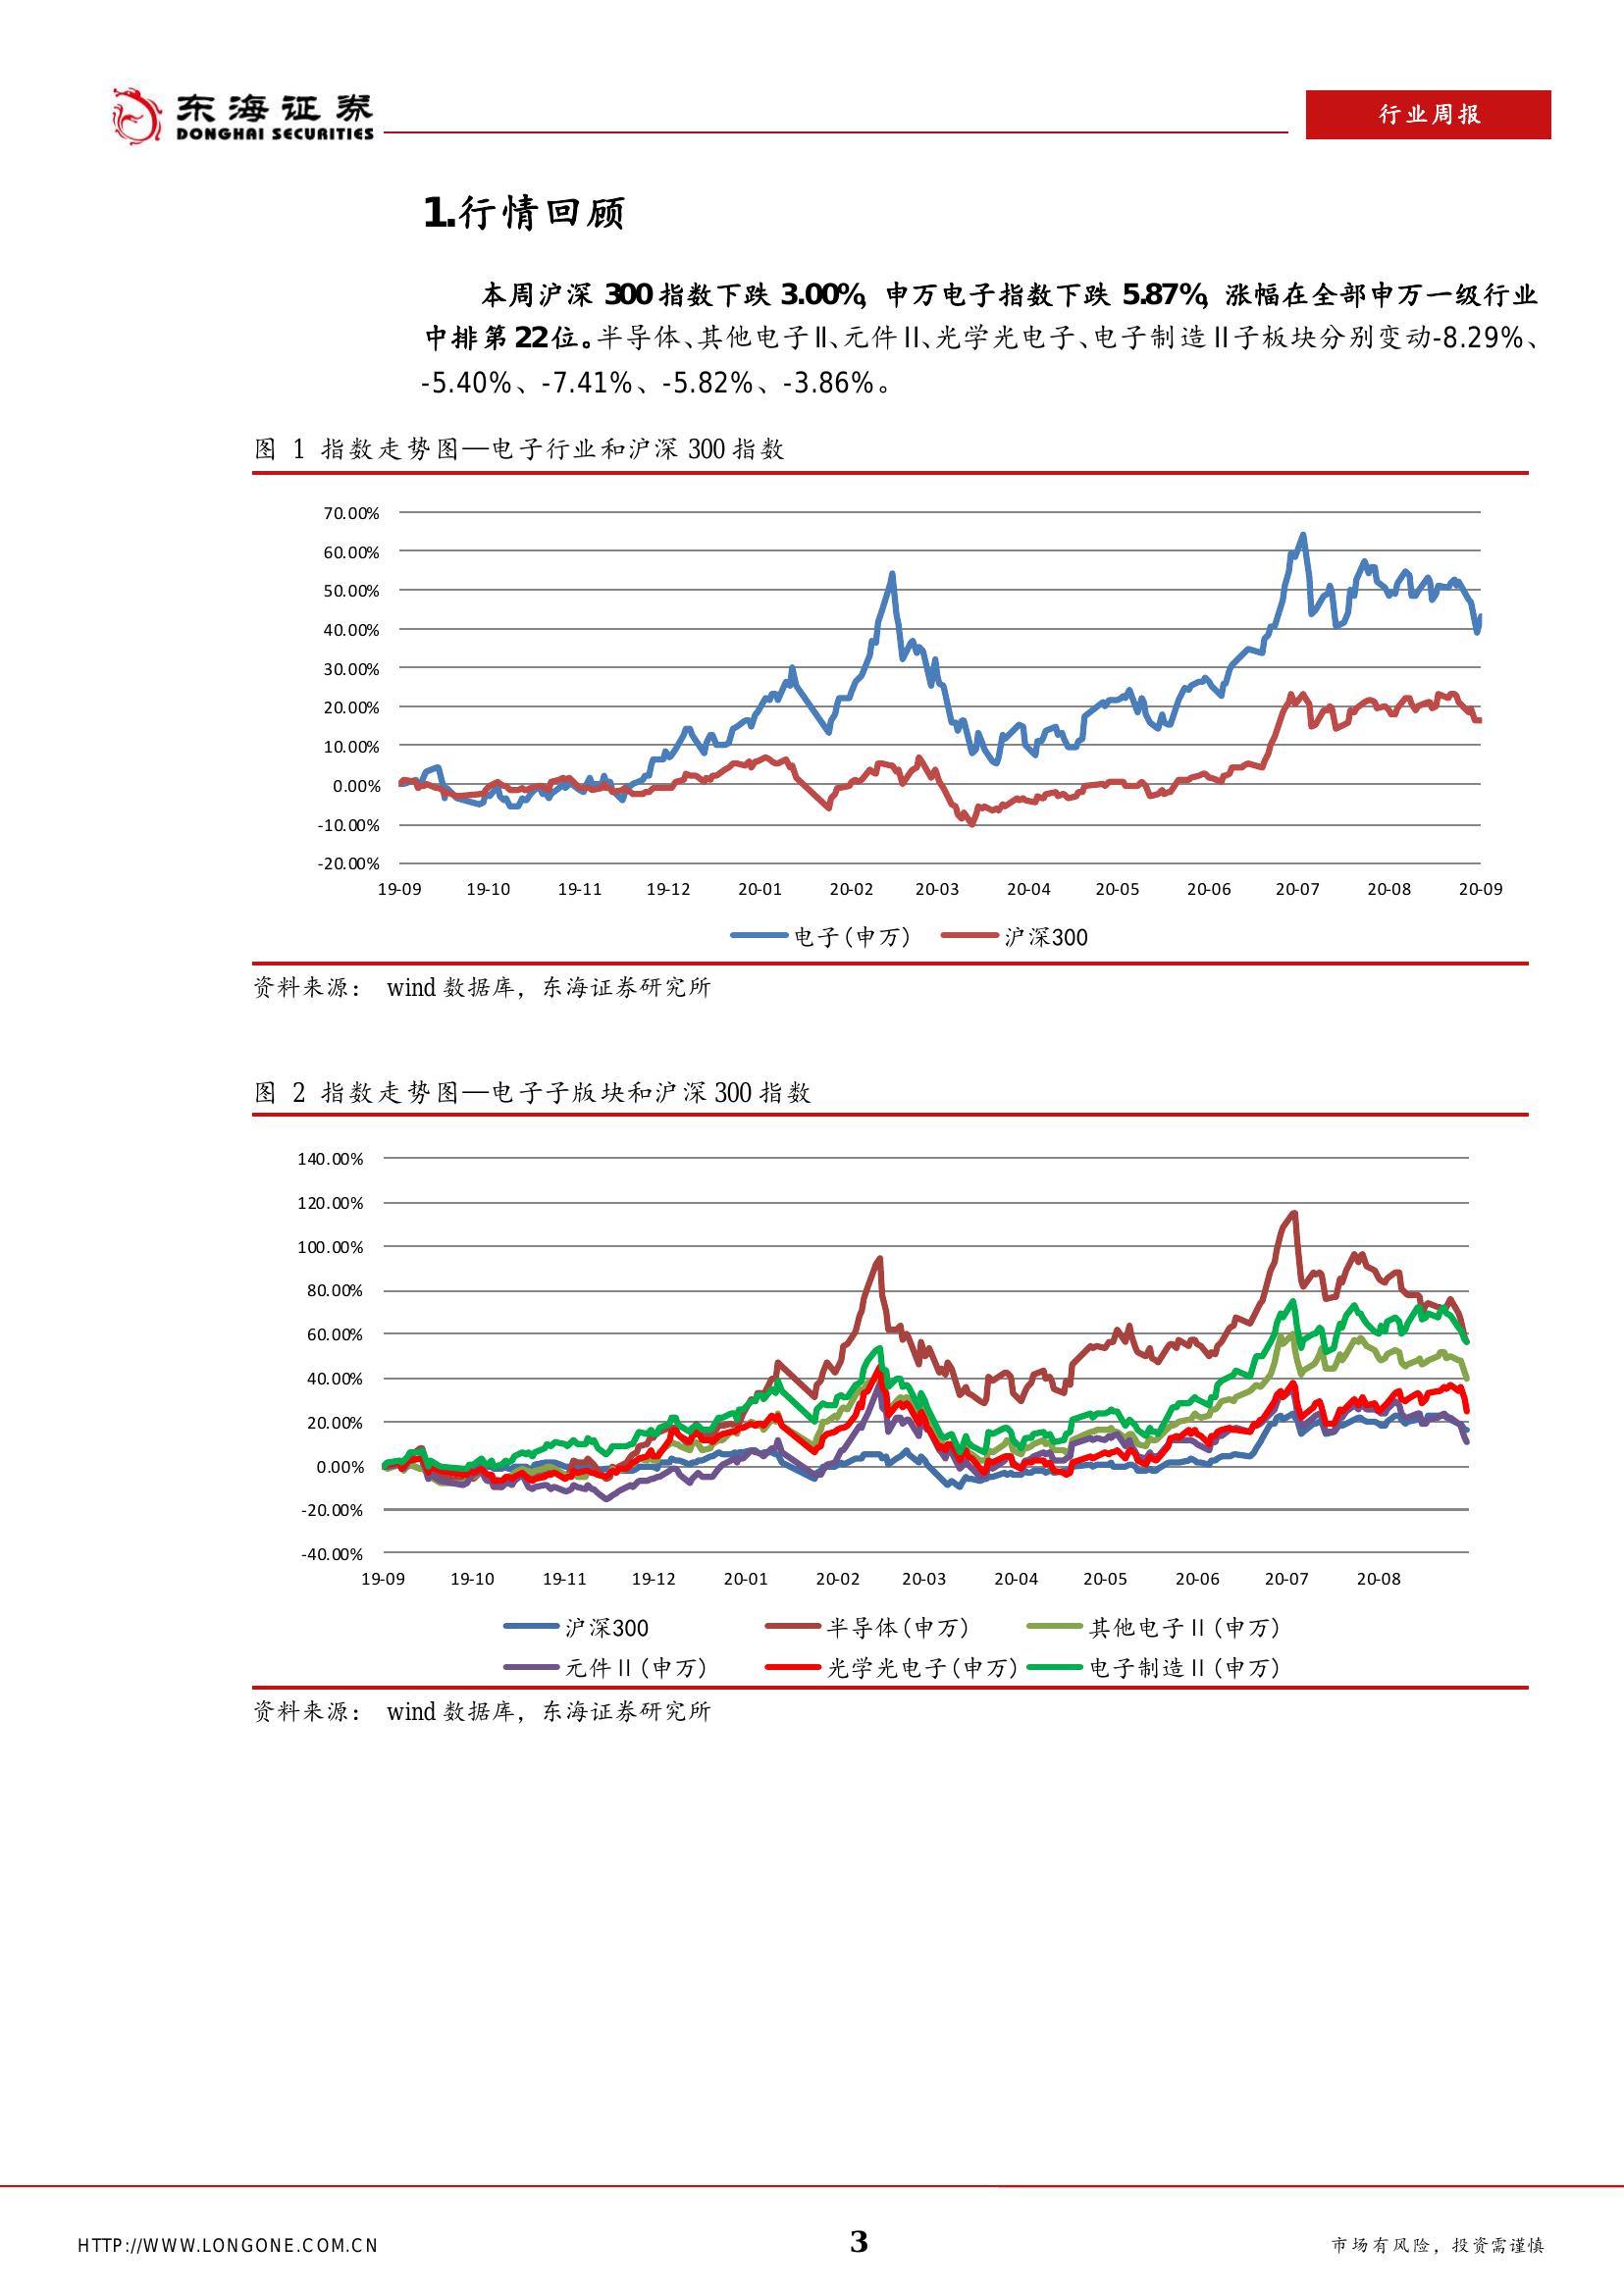 东海证券
DONGHAI SECURITIES
行业周报
1.行情回顾
本周沪深 300 指数下跌 3.00%，申万电子指数下跌 5.87%，涨幅在全部申万一级行业
中排第 22 位。半导体、其他电子Ⅱ、元件Ⅱ、光学光电子、电子制造Ⅱ子板块分别变动-8.29%、
-5.40%、-7.41%、-5.82%、-3.86%。
图 1 指数走势图—电子行业和沪深 300 指数
70.00%
60.00%
50.00%
40.00%
30.00%
20.00%
10.00%
0.00%
-10.00%
-20.00%
19-09 19-10 19-11 19-12 20-01 20-02 20-03 20-04 20-05 20-06 20-07 20-08 20-09
电子(申万) 沪深300
资料来源： wind 数据库，东海证券研究所
图 2 指数走势图—电子子版块和沪深 300 指数
140.00%
120.00%
100.00%
80.00%
60.00%
40.00%
20.00%
0.00%
-20.00%
-40.00%
19-09 19-10 19-11 19-12 20-01 20-02 20-03 20-04 20-05 20-06 20-07 20-08
沪深300 半导体(申万) 其他电子Ⅱ(申万)
元件Ⅱ(申万) 光学光电子(申万) 电子制造Ⅱ(申万)
资料来源： wind 数据库，东海证券研究所
HTTP://WWW.LONGONE.COM.CN 3 市场有风险，投资需谨慎